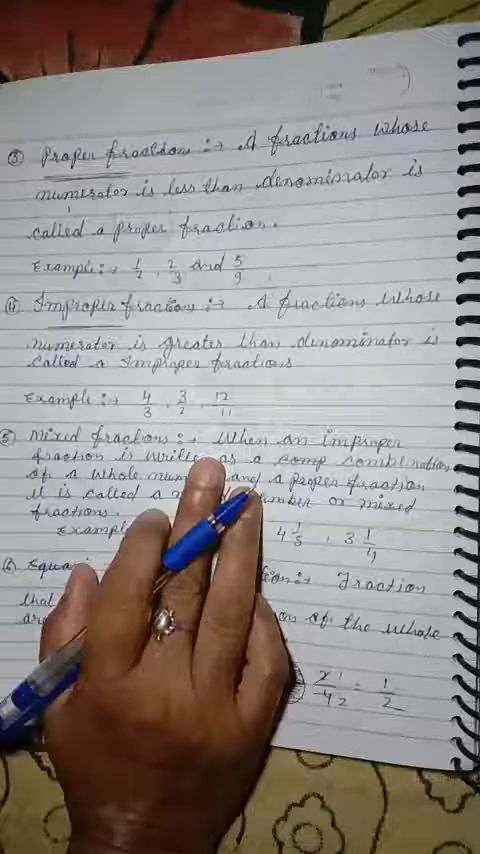 ③ Proper fractions :→ A fractions whose
numerator is less than denominator is
called a proper fraction.
Example :→ 1/2, 2/3 and 5/9.
④ Improper fractions :→ A fractions whose
numerator is greater than denominator is
called a Improper fractions
Example :→ 4/3, 3/2, 12/11
⑤ Mixed fractions :→ When an improper
fraction is as a comp combination
of a whole and a proper fraction
it is called a number or mixed
fractions.
4 1/5, 3 1/4
⑥ Fraction
that
of the whole
2/4 = 1/2